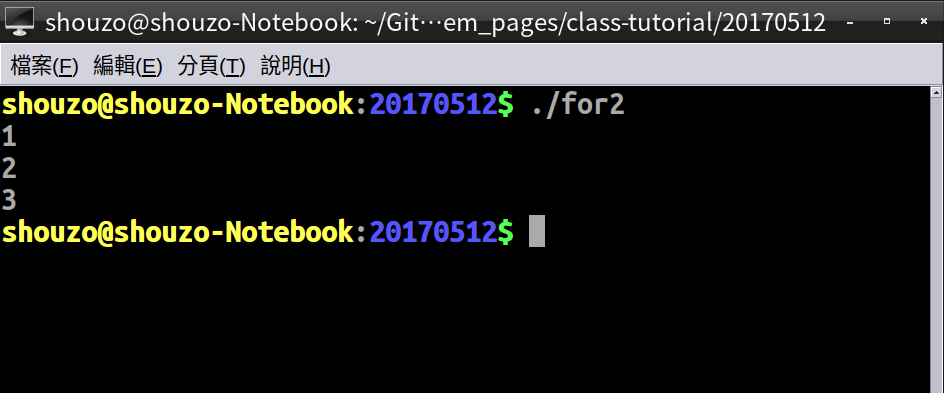 shouzo@shouzo-Notebook: ~/Git⋯em_pages/class-tutorial/20170512
檔案(F) 編輯(E) 分頁(T) 說明(H)
shouzo@shouzo-Notebook:20170512$ ./for2
1
2
3
shouzo@shouzo-Notebook:20170512$